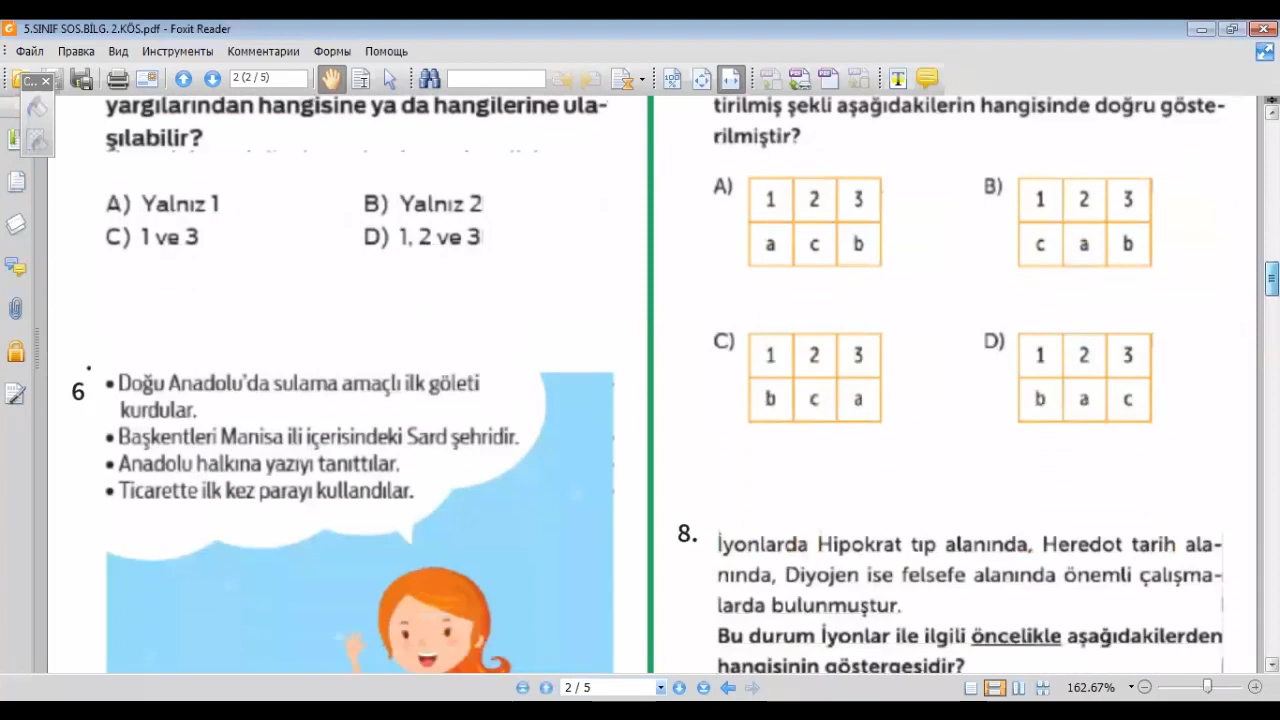 5.SINIF SOS.BİLG. 2.KÖS.pdf - Foxit Reader
Файл Правка Вид Инструменты Комментарии Формы Помощь
2 (2 / 5)
С..
yargılarından hangisine ya da hangilerine ula-
şılabilir?
A) Yalnız 1
B) Yalnız 2
C) 1 ve 3
D) 1, 2 ve 3
6
• Doğu Anadolu'da sulama amaçlı ilk göleti
kurdular.
• Başkentleri Manisa ili içerisindeki Sard şehridir.
• Anadolu halkına yazıyı tanıttılar.
• Ticarette ilk kez parayı kullandılar.
tirilmiş şekli aşağıdakilerin hangisinde doğru göste-
rilmiştir?
A)
1 2 3
a c b
B)
1 2 3
c a b
C)
1 2 3
b c a
D)
1 2 3
b a c
8.
İyonlarda Hipokrat tıp alanında, Heredot tarih ala-
nında, Diyojen ise felsefe alanında önemli çalışma-
larda bulunmuştur.
Bu durum İyonlar ile ilgili öncelikle aşağıdakilerden
hangisinin göstergesidir?
2 / 5
162.67%